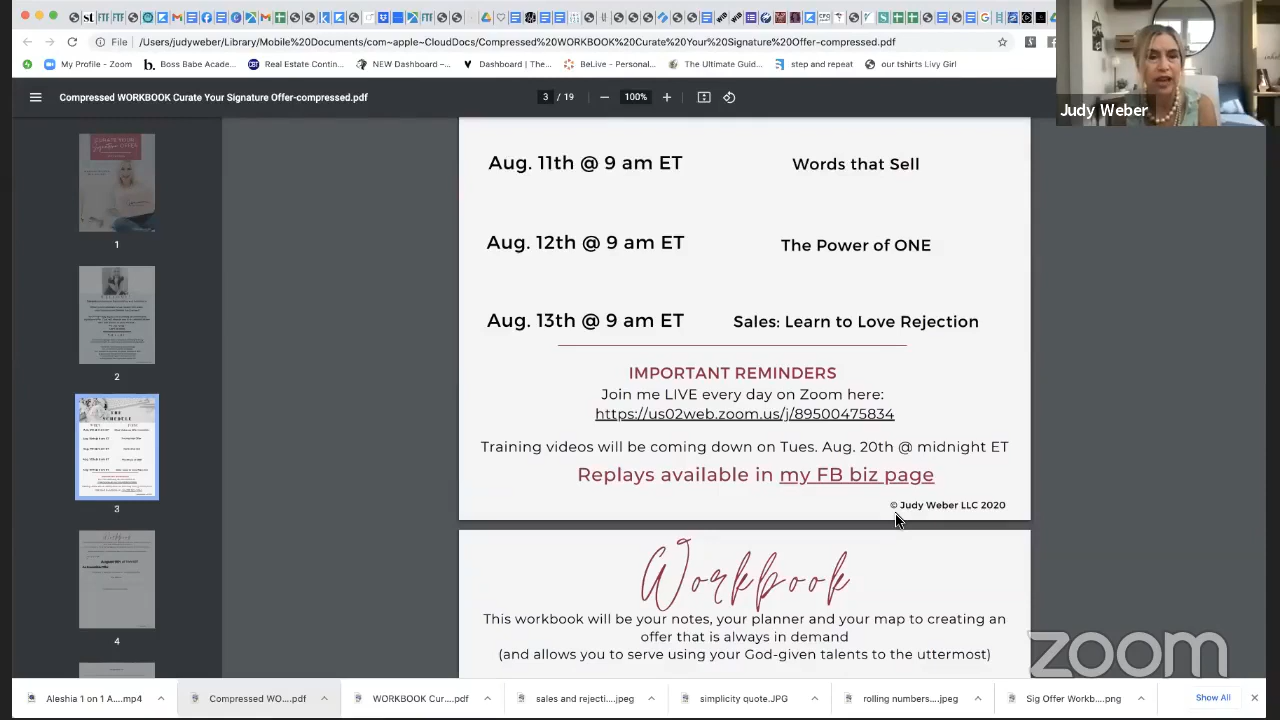 File
/Users/judyweber/Library/Mobile%20Documents/com~apple~CloudDocs/Compressed%20WORKBOOK%20Curate%20Your%20Signature%20Offer-compressed.pdf
My Profile - Zoom
Boss Babe Acade...
Real Estate Comm...
NEW Dashboard –...
Dashboard | The...
BeLive - Personal...
The Ultimate Guid...
step and repeat
our tshirts Livy Girl
Judy Weber
Compressed WORKBOOK Curate Your Signature Offer-compressed.pdf
3 / 19
100%
1
2
3
4
Aug. 11th @ 9 am ET
Words that Sell
Aug. 12th @ 9 am ET
The Power of ONE
Aug. 13th @ 9 am ET
Sales: Learn to Love Rejection
IMPORTANT REMINDERS
Join me LIVE every day on Zoom here:
https://us02web.zoom.us/j/89500475834
Training videos will be coming down on Tues. Aug. 20th @ midnight ET
Replays available in my FB biz page
© Judy Weber LLC 2020
Workbook
This workbook will be your notes, your planner and your map to creating an
offer that is always in demand
(and allows you to serve using your God-given talents to the uttermost)
zoom
Aleshia 1 on 1 A....mp4
Compressed WO....pdf
WORKBOOK Cur....pdf
sales and rejecti....jpeg
simplicity quote.JPG
rolling numbers....jpeg
Sig Offer Workb....png
Show All